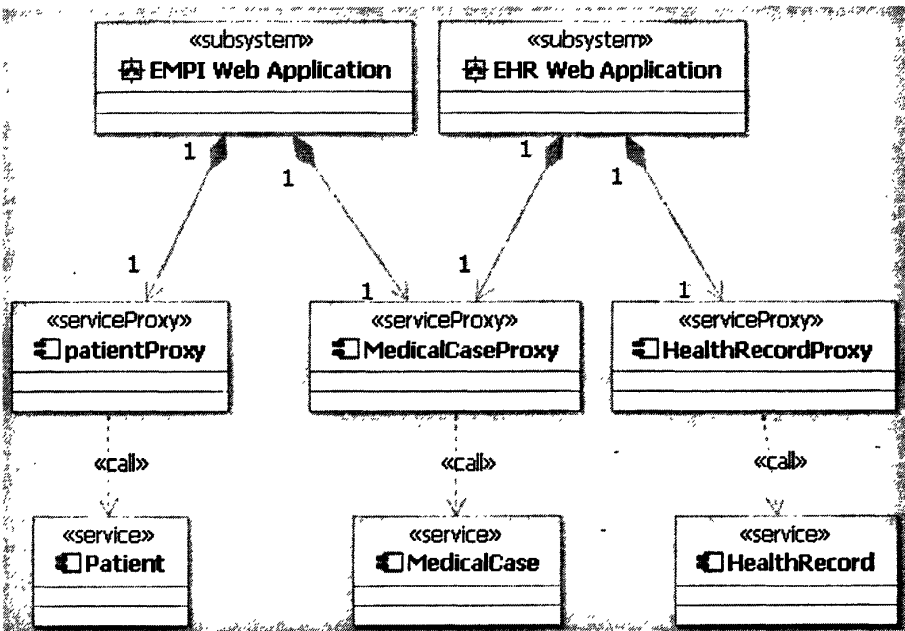 «subsystem»
EMPI Web Application
«subsystem»
EHR Web Application
1
1
1
1
1
1
1
1
«serviceProxy»
patientProxy
«serviceProxy»
MedicalCaseProxy
«serviceProxy»
HealthRecordProxy
«call»
«call»
«call»
«service»
Patient
«service»
MedicalCase
«service»
HealthRecord